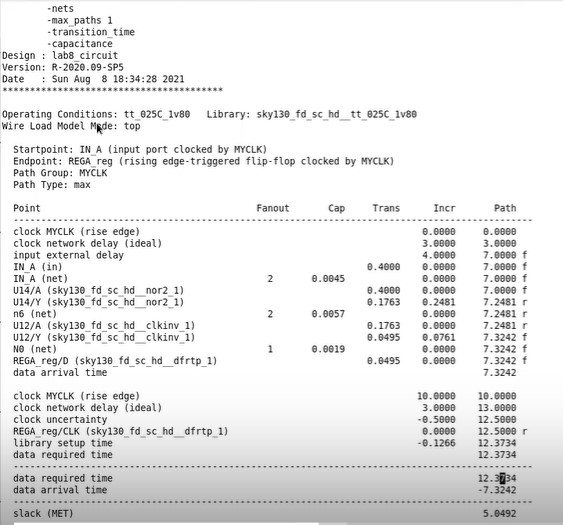 -nets
-max_paths 1
-transition_time
-capacitance
Design : lab8_circuit
Version: R-2020.09-SP5
Date   : Sun Aug  8 18:34:28 2021
****************************************
Operating Conditions: tt_025C_1v80   Library: sky130_fd_sc_hd__tt_025C_1v80
Wire Load Model Mode: top
Startpoint: IN_A (input port clocked by MYCLK)
Endpoint: REGA_reg (rising edge-triggered flip-flop clocked by MYCLK)
Path Group: MYCLK
Path Type: max
Point Fanout Cap Trans Incr Path
--------------------------------------------------------------------------------
clock MYCLK (rise edge) 0.0000 0.0000
clock network delay (ideal) 3.0000 3.0000
input external delay 4.0000 7.0000 f
IN_A (in) 0.4000 0.0000 7.0000 f
IN_A (net) 2 0.0045 0.0000 7.0000 f
U14/A (sky130_fd_sc_hd__nor2_1) 0.4000 0.0000 7.0000 f
U14/Y (sky130_fd_sc_hd__nor2_1) 0.1763 0.2481 7.2481 r
n6 (net) 2 0.0057 0.0000 7.2481 r
U12/A (sky130_fd_sc_hd__clkinv_1) 0.1763 0.0000 7.2481 r
U12/Y (sky130_fd_sc_hd__clkinv_1) 0.0495 0.0761 7.3242 f
N0 (net) 1 0.0019 0.0000 7.3242 f
REGA_reg/D (sky130_fd_sc_hd__dfrtp_1) 0.0495 0.0000 7.3242 f
data arrival time 7.3242
clock MYCLK (rise edge) 10.0000 10.0000
clock network delay (ideal) 3.0000 13.0000
clock uncertainty -0.5000 12.5000
REGA_reg/CLK (sky130_fd_sc_hd__dfrtp_1) 0.0000 12.5000 r
library setup time -0.1266 12.3734
data required time 12.3734
--------------------------------------------------------------------------------
data required time 12.3734
data arrival time -7.3242
--------------------------------------------------------------------------------
slack (MET) 5.0492